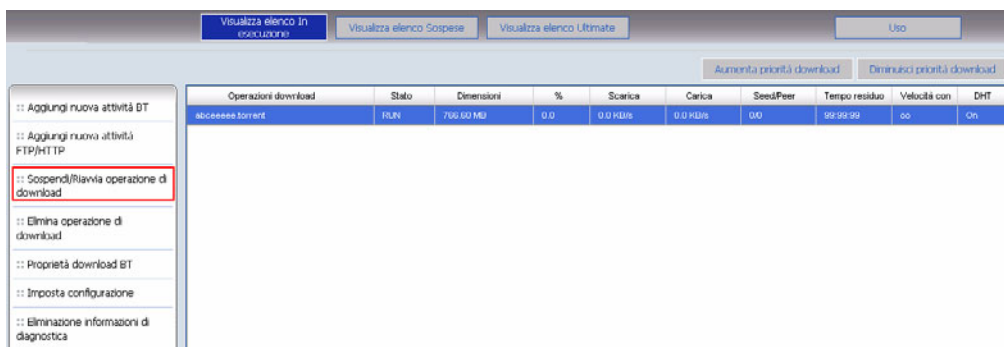 Visualizza elenco In esecuzione
Visualizza elenco Sospese
Visualizza elenco Ultimate
Uso
Aumenta priorità download
Diminuisci priorità download
:: Aggiungi nuova attività BT
:: Aggiungi nuova attività
FTP/HTTP
:: Sospendi/Riavvia operazione di
download
:: Elimina operazione di
download
:: Proprietà download BT
:: Imposta configurazione
:: Eliminazione informazioni di
diagnostica
Operazioni download Stato Dimensioni % Scarica Carica Seed/Peer Tempo residuo Velocità con DHT
abceeeee.torrent RUN 766.60 MB 0.0 0.0 KB/s 0.0 KB/s 0/0 99:99:99 oo On